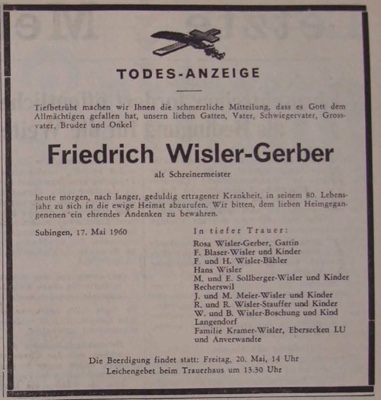 TODES-ANZEIGE
Tiefbetrübt machen wir Ihnen die schmerzliche Mitteilung, dass es Gott dem
Allmächtigen gefallen hat, unsern lieben Gatten, Vater, Schwiegervater, Gross-
vater, Bruder und Onkel
Friedrich Wisler-Gerber
alt Schreinermeister
heute morgen, nach langer, geduldig ertragener Krankheit, in seinem 80. Lebens-
jahr zu sich in die ewige Heimat abzurufen. Wir bitten, dem lieben Heimgegan-
genenen ein ehrendes Andenken zu bewahren.
Subingen, 17. Mai 1960
In tiefer Trauer:
Rosa Wisler-Gerber, Gattin
F. Blaser-Wisler und Kinder
F. und H. Wisler-Bähler
Hans Wisler
M. und E. Sollberger-Wisler und Kinder
Recherswil
J. und M. Meier-Wisler und Kinder
R. und R. Wisler-Stauffer und Kinder
W. und B. Wisler-Boschung und Kind
Langendorf
Familie Kramer-Wisler, Ebersecken LU
und Anverwandte
Die Beerdigung findet statt: Freitag, 20. Mai, 14 Uhr
Leichengebet beim Trauerhaus um 13.30 Uhr